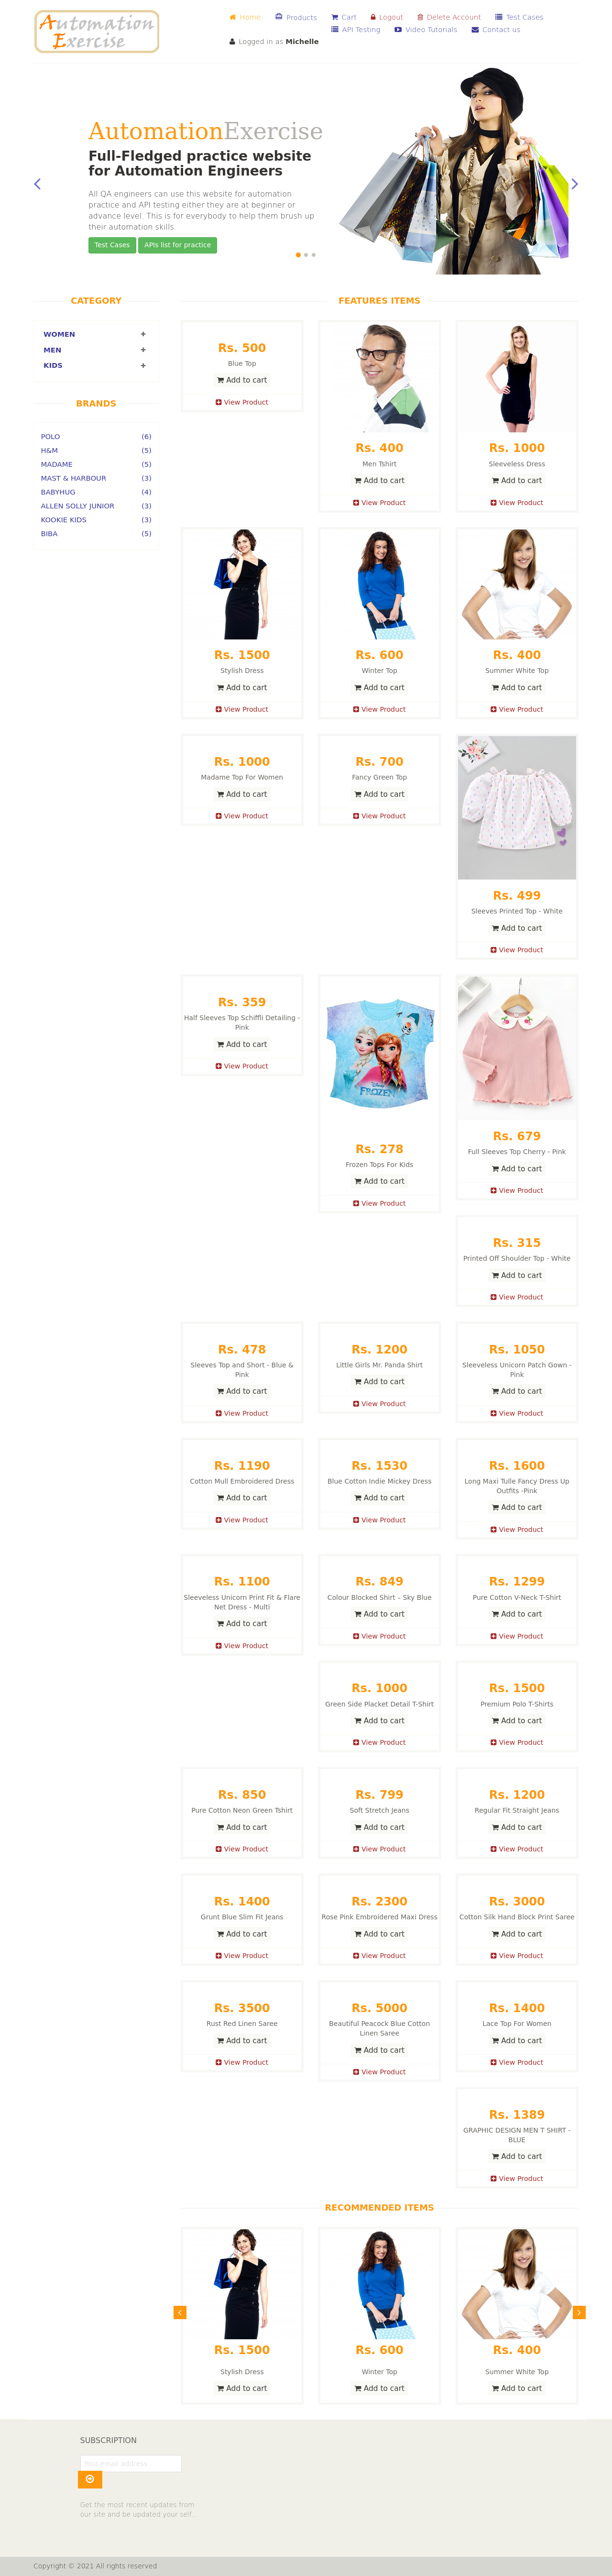 Automation
Exercise
Home
Products
Cart
Logout
Delete Account
Test Cases
API Testing
Video Tutorials
Contact us
Logged in as Michelle
AutomationExercise
Full-Fledged practice website
for Automation Engineers
All QA engineers can use this website for automation
practice and API testing either they are at beginner or
advance level. This is for everybody to help them brush up
their automation skills.
Test Cases
APIs list for practice
CATEGORY
WOMEN
MEN
KIDS
BRANDS
POLO (6)
H&M (5)
MADAME (5)
MAST & HARBOUR (3)
BABYHUG (4)
ALLEN SOLLY JUNIOR (3)
KOOKIE KIDS (3)
BIBA (5)
FEATURES ITEMS
Rs. 500
Blue Top
Add to cart
View Product
Rs. 400
Men Tshirt
Add to cart
View Product
Rs. 1000
Sleeveless Dress
Add to cart
View Product
Rs. 1500
Stylish Dress
Add to cart
View Product
Rs. 600
Winter Top
Add to cart
View Product
Rs. 400
Summer White Top
Add to cart
View Product
Rs. 1000
Madame Top For Women
Add to cart
View Product
Rs. 700
Fancy Green Top
Add to cart
View Product
Rs. 499
Sleeves Printed Top - White
Add to cart
View Product
Rs. 359
Half Sleeves Top Schiffli Detailing -
Pink
Add to cart
View Product
FROZEN
Rs. 278
Frozen Tops For Kids
Add to cart
View Product
Rs. 679
Full Sleeves Top Cherry - Pink
Add to cart
View Product
Rs. 315
Printed Off Shoulder Top - White
Add to cart
View Product
Rs. 478
Sleeves Top and Short - Blue &
Pink
Add to cart
View Product
Rs. 1200
Little Girls Mr. Panda Shirt
Add to cart
View Product
Rs. 1050
Sleeveless Unicorn Patch Gown -
Pink
Add to cart
View Product
Rs. 1190
Cotton Mull Embroidered Dress
Add to cart
View Product
Rs. 1530
Blue Cotton Indie Mickey Dress
Add to cart
View Product
Rs. 1600
Long Maxi Tulle Fancy Dress Up
Outfits -Pink
Add to cart
View Product
Rs. 1100
Sleeveless Unicorn Print Fit & Flare
Net Dress - Multi
Add to cart
View Product
Rs. 849
Colour Blocked Shirt – Sky Blue
Add to cart
View Product
Rs. 1299
Pure Cotton V-Neck T-Shirt
Add to cart
View Product
Rs. 1000
Green Side Placket Detail T-Shirt
Add to cart
View Product
Rs. 1500
Premium Polo T-Shirts
Add to cart
View Product
Rs. 850
Pure Cotton Neon Green Tshirt
Add to cart
View Product
Rs. 799
Soft Stretch Jeans
Add to cart
View Product
Rs. 1200
Regular Fit Straight Jeans
Add to cart
View Product
Rs. 1400
Grunt Blue Slim Fit Jeans
Add to cart
View Product
Rs. 2300
Rose Pink Embroidered Maxi Dress
Add to cart
View Product
Rs. 3000
Cotton Silk Hand Block Print Saree
Add to cart
View Product
Rs. 3500
Rust Red Linen Saree
Add to cart
View Product
Rs. 5000
Beautiful Peacock Blue Cotton
Linen Saree
Add to cart
View Product
Rs. 1400
Lace Top For Women
Add to cart
View Product
Rs. 1389
GRAPHIC DESIGN MEN T SHIRT -
BLUE
Add to cart
View Product
RECOMMENDED ITEMS
Rs. 1500
Stylish Dress
Add to cart
Rs. 600
Winter Top
Add to cart
Rs. 400
Summer White Top
Add to cart
SUBSCRIPTION
Your email address
Get the most recent updates from
our site and be updated your self...
Copyright © 2021 All rights reserved